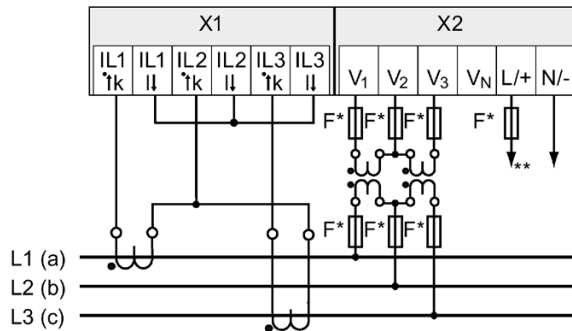 X1 X2
IL1 IL1 IL2 IL2 IL3 IL3
k l k l k l V1 V2 V3 VN L/+ N/-
F* F* F* F*
**
F* F* F*
L1 (a)
L2 (b)
L3 (c)